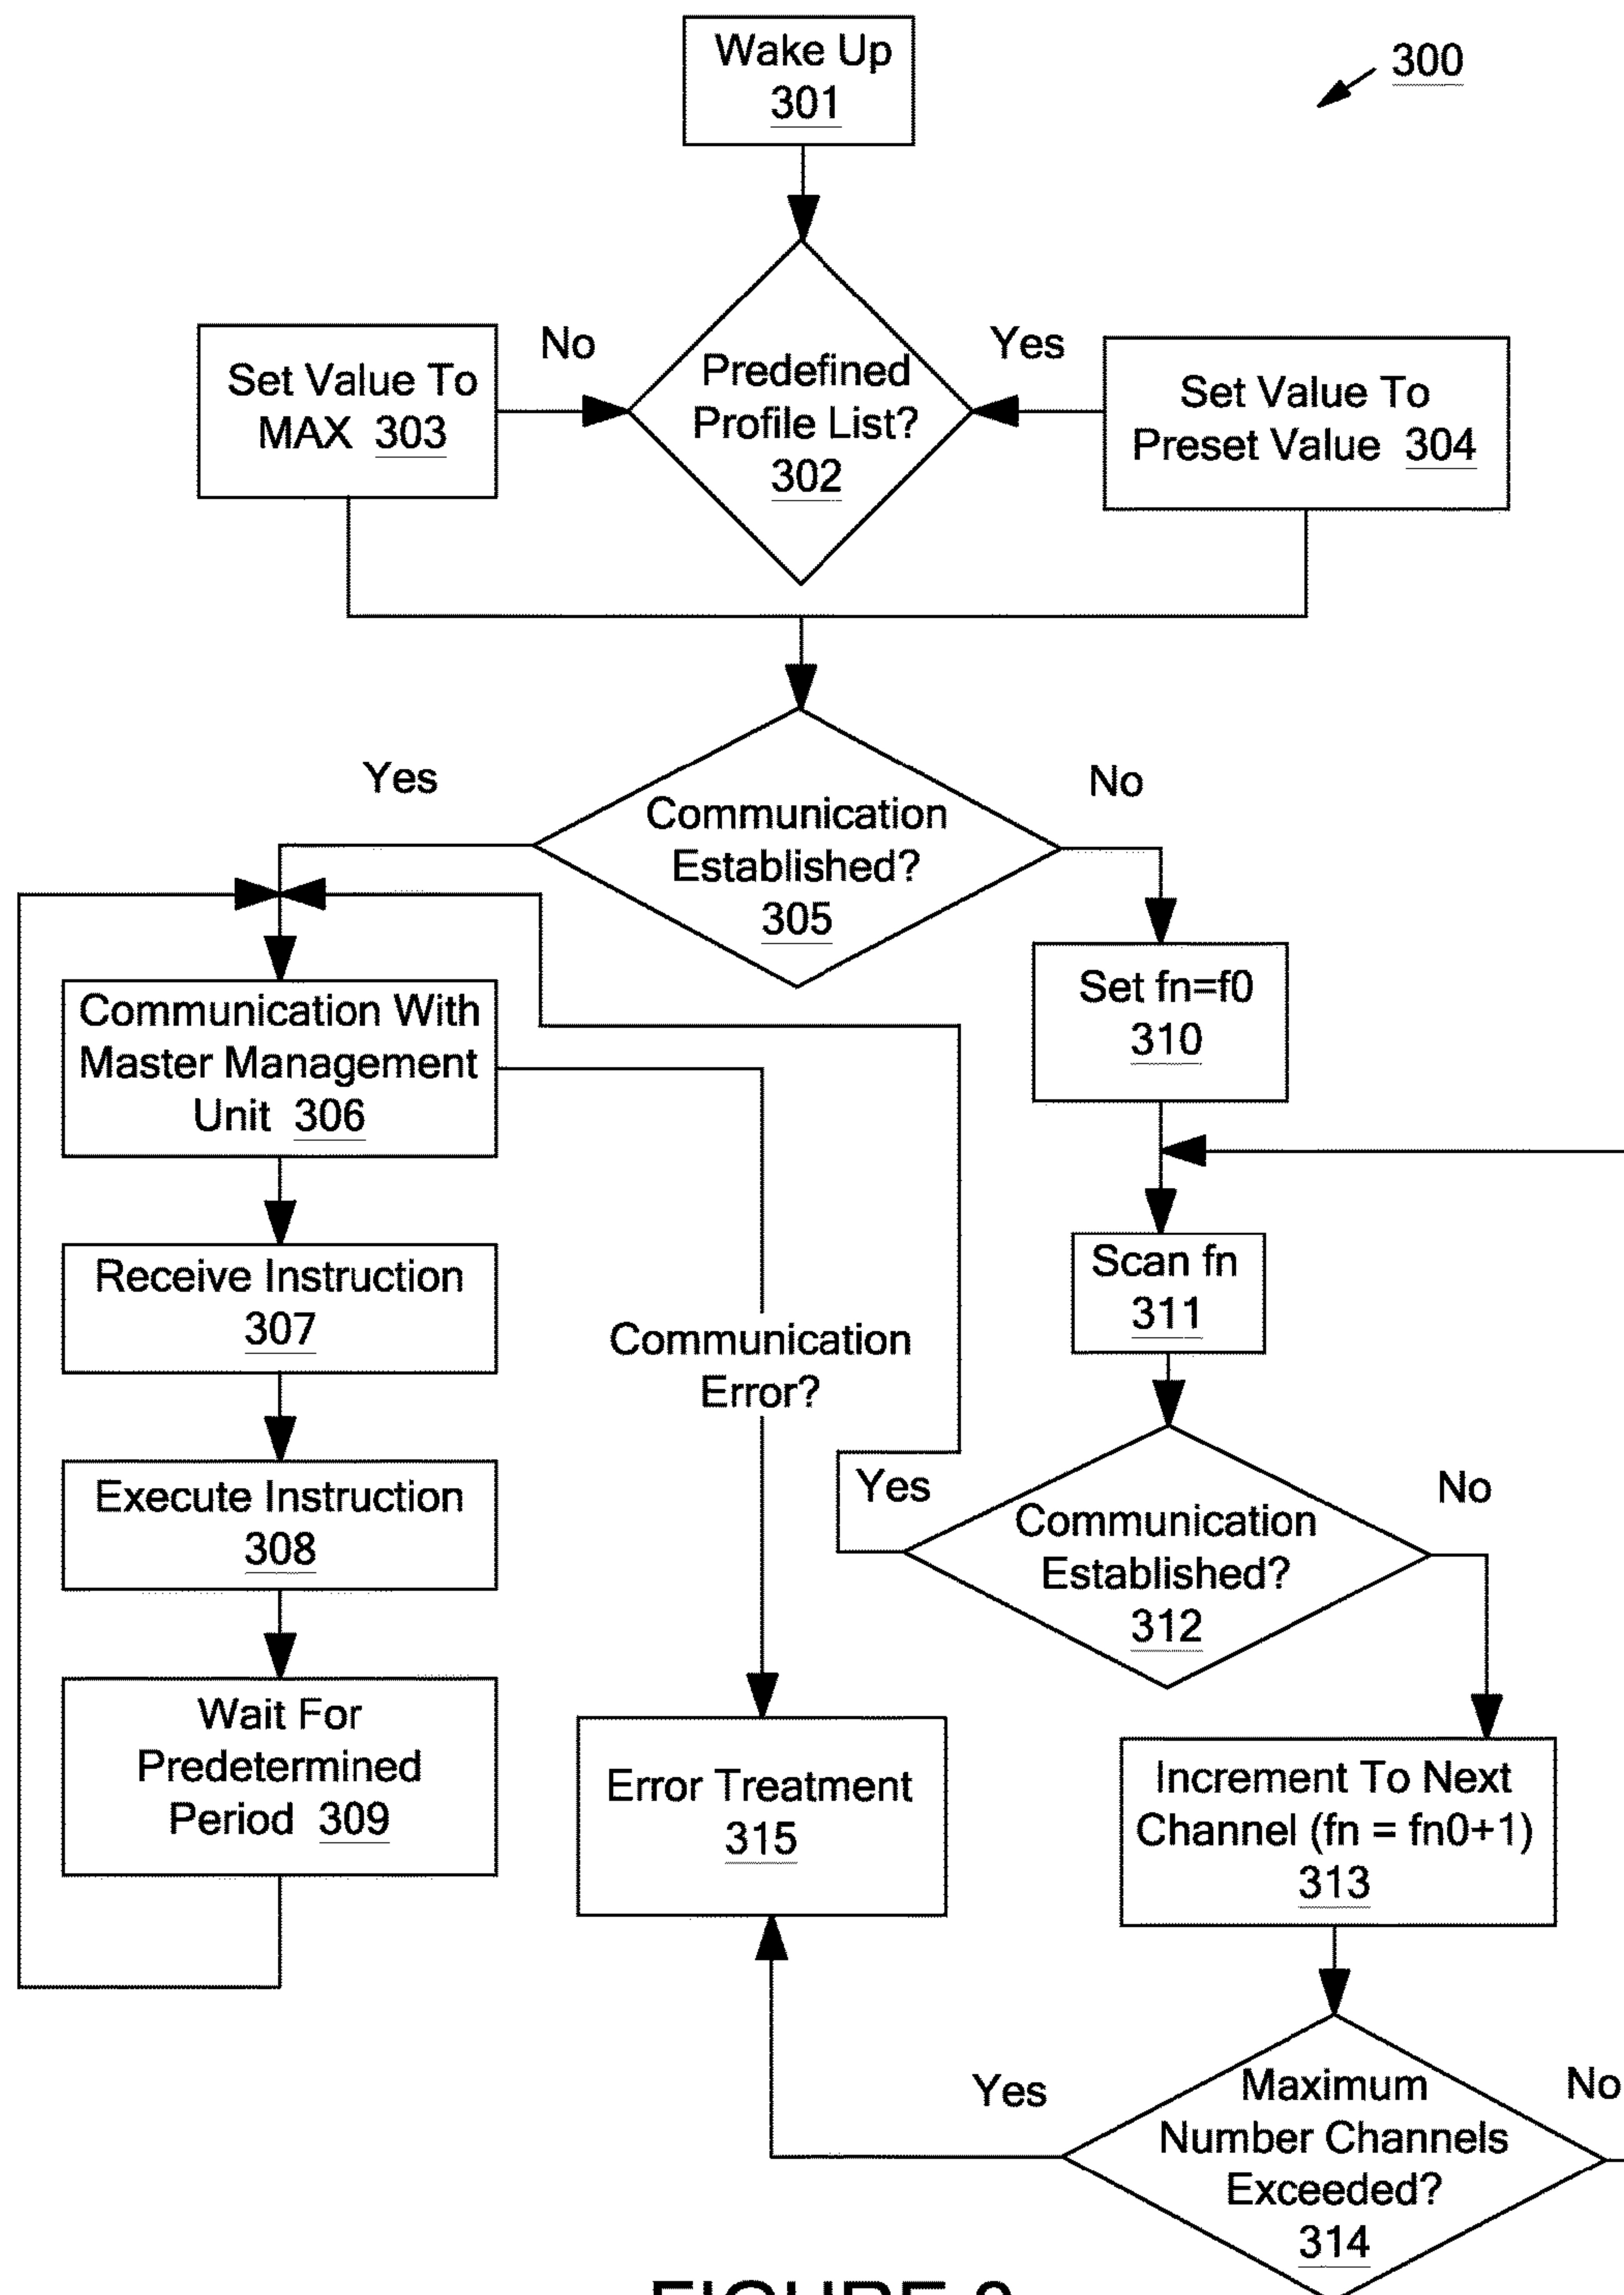 Wake Up
301
300
No
Yes
Set Value To
MAX 303
Predefined
Profile List?
302
Set Value To
Preset Value 304
Yes
No
Communication
Established?
305
Communication With
Master Management
Unit 306
Set fn=f0
310
Receive Instruction
307
Scan fn
311
Communication
Error?
Execute Instruction
308
Yes
No
Communication
Established?
312
Wait For
Predetermined
Period 309
Error Treatment
315
Increment To Next
Channel (fn = fn0+1)
313
Yes
No
Maximum
Number Channels
Exceeded?
314
FIGURE